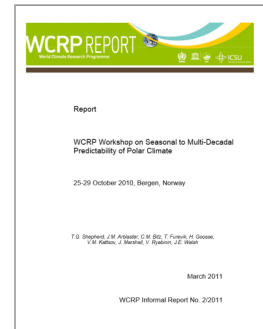 WCRP REPORT
World Climate Research Programme
ICSU
Report
WCRP Workshop on Seasonal to Multi-Decadal
Predictability of Polar Climate
25-29 October 2010, Bergen, Norway
T.G. Shepherd, J.M. Arblaster, C.M. Bitz, T. Furevik, H. Goosse,
V.M. Kattsov, J. Marshall, V. Ryabinin, J.E. Walsh
March 2011
WCRP Informal Report No. 2/2011